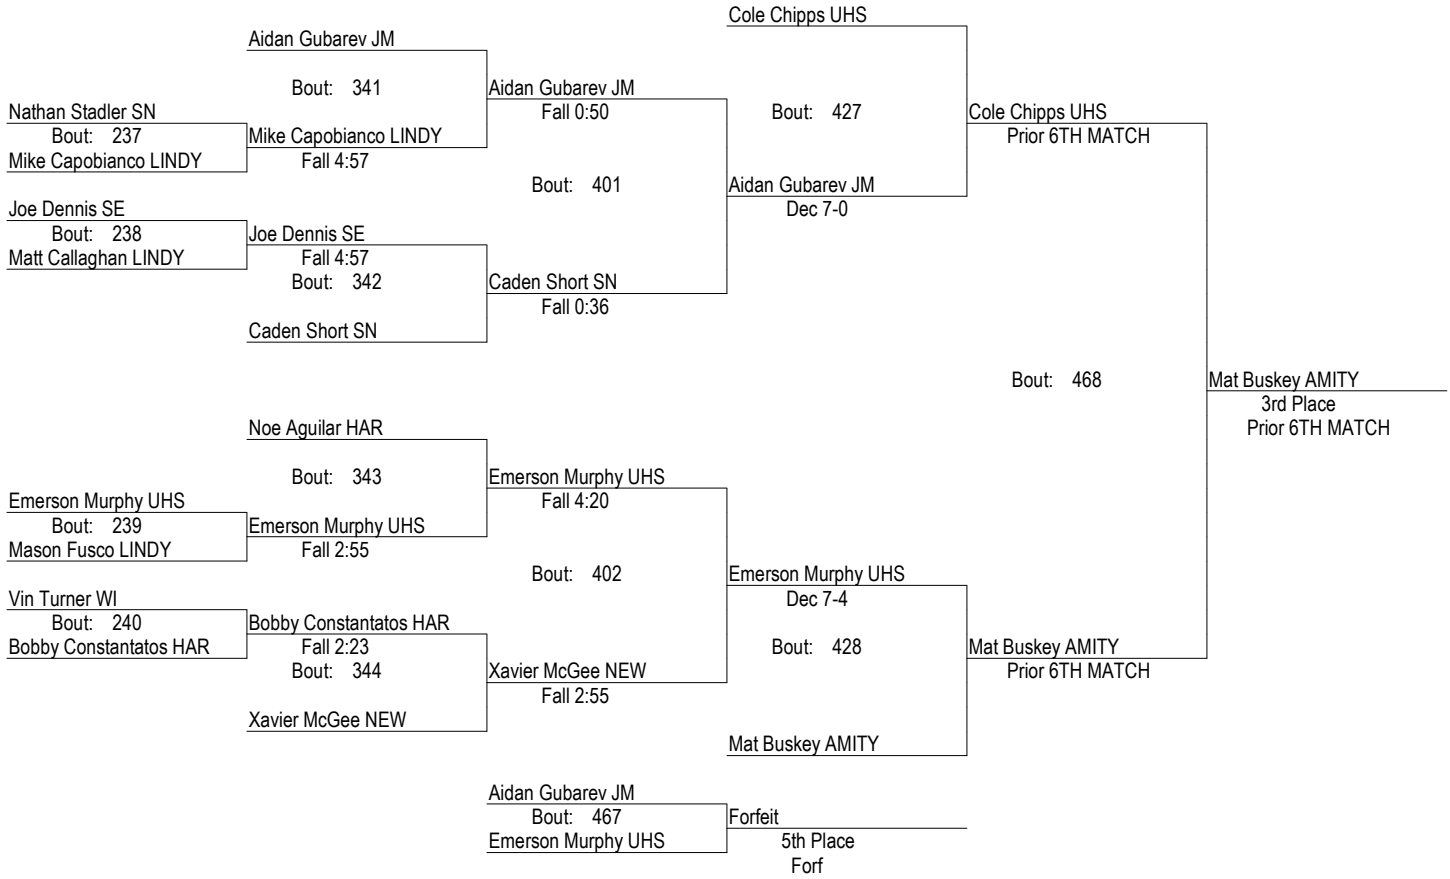 Cole Chipps UHS
Aidan Gubarev JM
Bout: 341
Aidan Gubarev JM
Fall 0:50
Bout: 427
Cole Chipps UHS
Prior 6TH MATCH
Nathan Stadler SN
Bout: 237
Mike Capobianco LINDY
Mike Capobianco LINDY
Fall 4:57
Bout: 401
Aidan Gubarev JM
Dec 7-0
Joe Dennis SE
Bout: 238
Matt Callaghan LINDY
Joe Dennis SE
Fall 4:57
Bout: 342
Caden Short SN
Fall 0:36
Caden Short SN
Bout: 468
Mat Buskey AMITY
3rd Place
Prior 6TH MATCH
Noe Aguilar HAR
Bout: 343
Emerson Murphy UHS
Fall 4:20
Emerson Murphy UHS
Bout: 239
Mason Fusco LINDY
Emerson Murphy UHS
Fall 2:55
Bout: 402
Emerson Murphy UHS
Dec 7-4
Vin Turner WI
Bout: 240
Bobby Constantatos HAR
Bobby Constantatos HAR
Fall 2:23
Bout: 344
Xavier McGee NEW
Fall 2:55
Bout: 428
Mat Buskey AMITY
Prior 6TH MATCH
Xavier McGee NEW
Mat Buskey AMITY
Aidan Gubarev JM
Bout: 467
Emerson Murphy UHS
Forfeit
5th Place
Forf